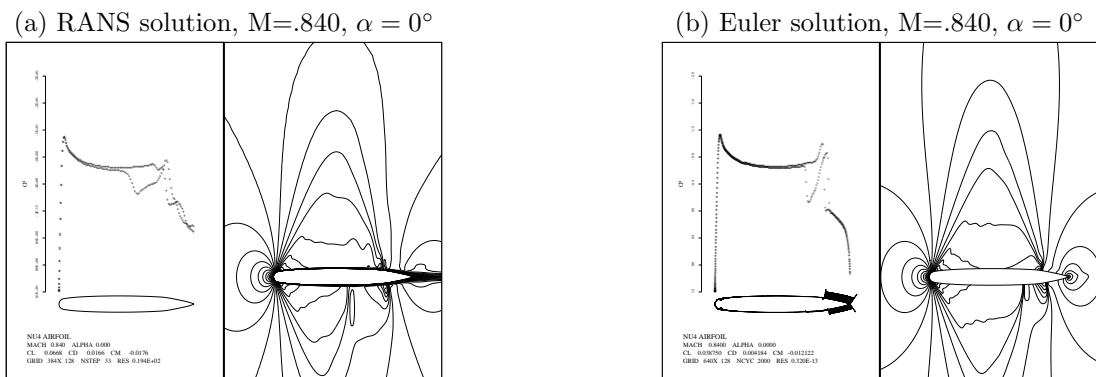 (a) RANS solution, M=.840, α = 0°
CP
NU4 AIRFOIL
MACH 0.840 ALPHA 0.000
CL 0.0668 CD 0.0166 CM -0.0176
GRID 384X 128 NSTEP 33 RES 0.194E+02
(b) Euler solution, M=.840, α = 0°
CP
NU4 AIRFOIL
MACH 0.8400 ALPHA 0.0000
CL 0.038750 CD 0.004184 CM -0.012122
GRID 640X 128 NCYC 2000 RES 0.320E-13